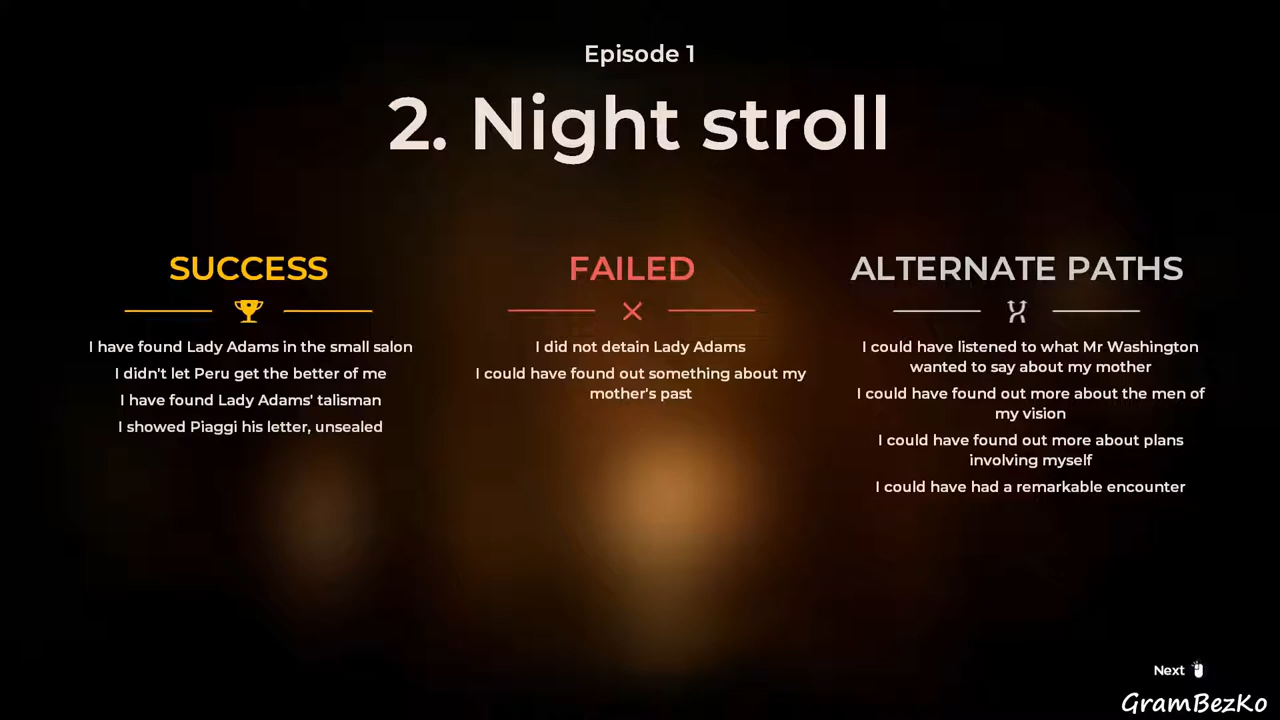 Episode 1
2. Night stroll
SUCCESS
I have found Lady Adams in the small salon
I didn't let Peru get the better of me
I have found Lady Adams' talisman
I showed Piaggi his letter, unsealed
FAILED
I did not detain Lady Adams
I could have found out something about my
mother's past
ALTERNATE PATHS
I could have listened to what Mr Washington
wanted to say about my mother
I could have found out more about the men of
my vision
I could have found out more about plans
involving myself
I could have had a remarkable encounter
Next
GramBezKo